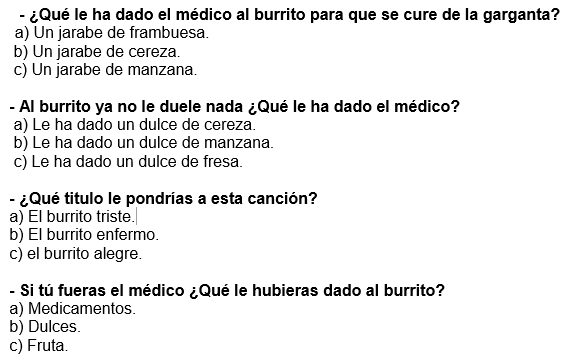 - ¿Qué le ha dado el médico al burrito para que se cure de la garganta?
a) Un jarabe de frambuesa.
b) Un jarabe de cereza.
c) Un jarabe de manzana.
- Al burrito ya no le duele nada ¿Qué le ha dado el médico?
a) Le ha dado un dulce de cereza.
b) Le ha dado un dulce de manzana.
c) Le ha dado un dulce de fresa.
- ¿Qué titulo le pondrías a esta canción?
a) El burrito triste.
b) El burrito enfermo.
c) el burrito alegre.
- Si tú fueras el médico ¿Qué le hubieras dado al burrito?
a) Medicamentos.
b) Dulces.
c) Fruta.